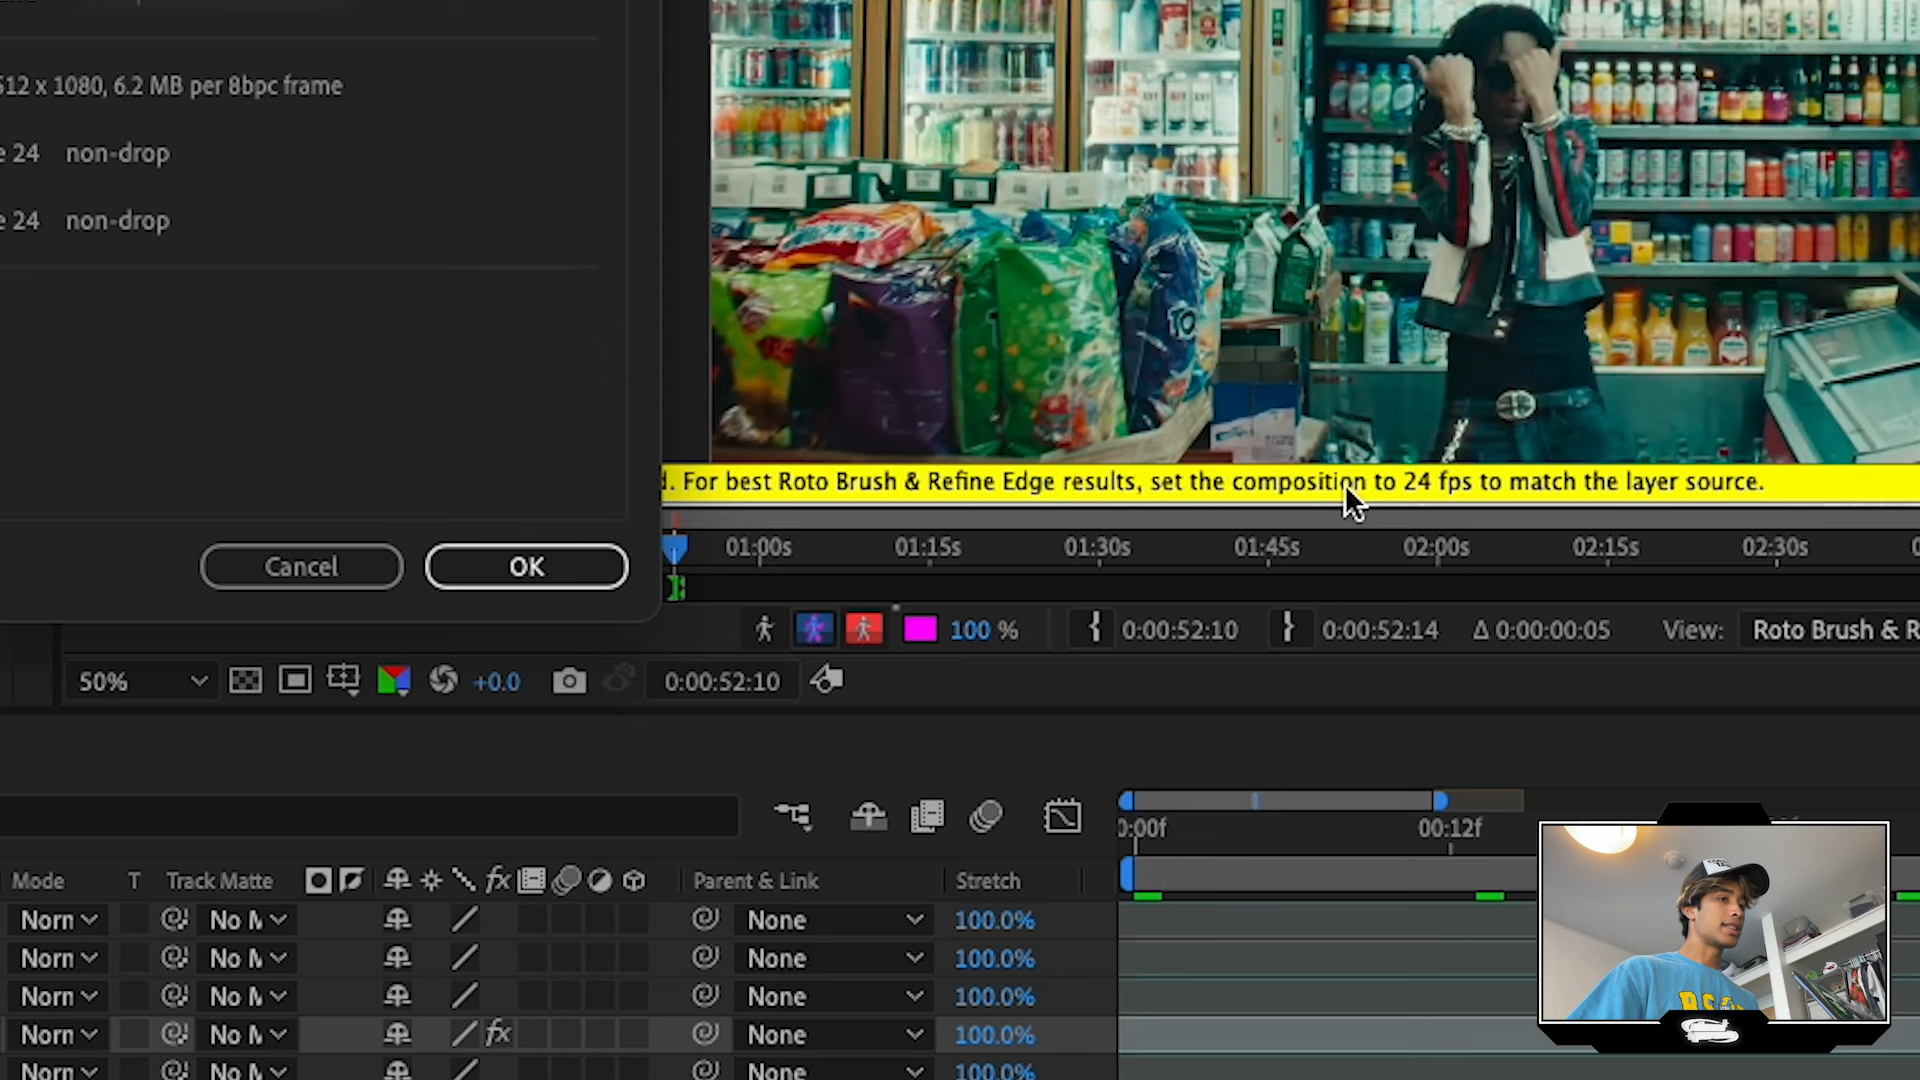 512 x 1080, 6.2 MB per 8bpc frame
e 24 non-drop
e 24 non-drop
d. For best Roto Brush & Refine Edge results, set the composition to 24 fps to match the layer source.
01:00s 01:15s 01:30s 01:45s 02:00s 02:15s 02:30s
Cancel OK
100 % { 0:00:52:10 } 0:00:52:14 Δ 0:00:00:05 View: Roto Brush & R
50% +0.0 0:00:52:10
0:00f 00:12f
Mode T Track Matte fx Parent & Link Stretch
Norn No M None 100.0%
Norn No M None 100.0%
Norn No M None 100.0%
Norn No M fx None 100.0%
Norn No M None 100.0%